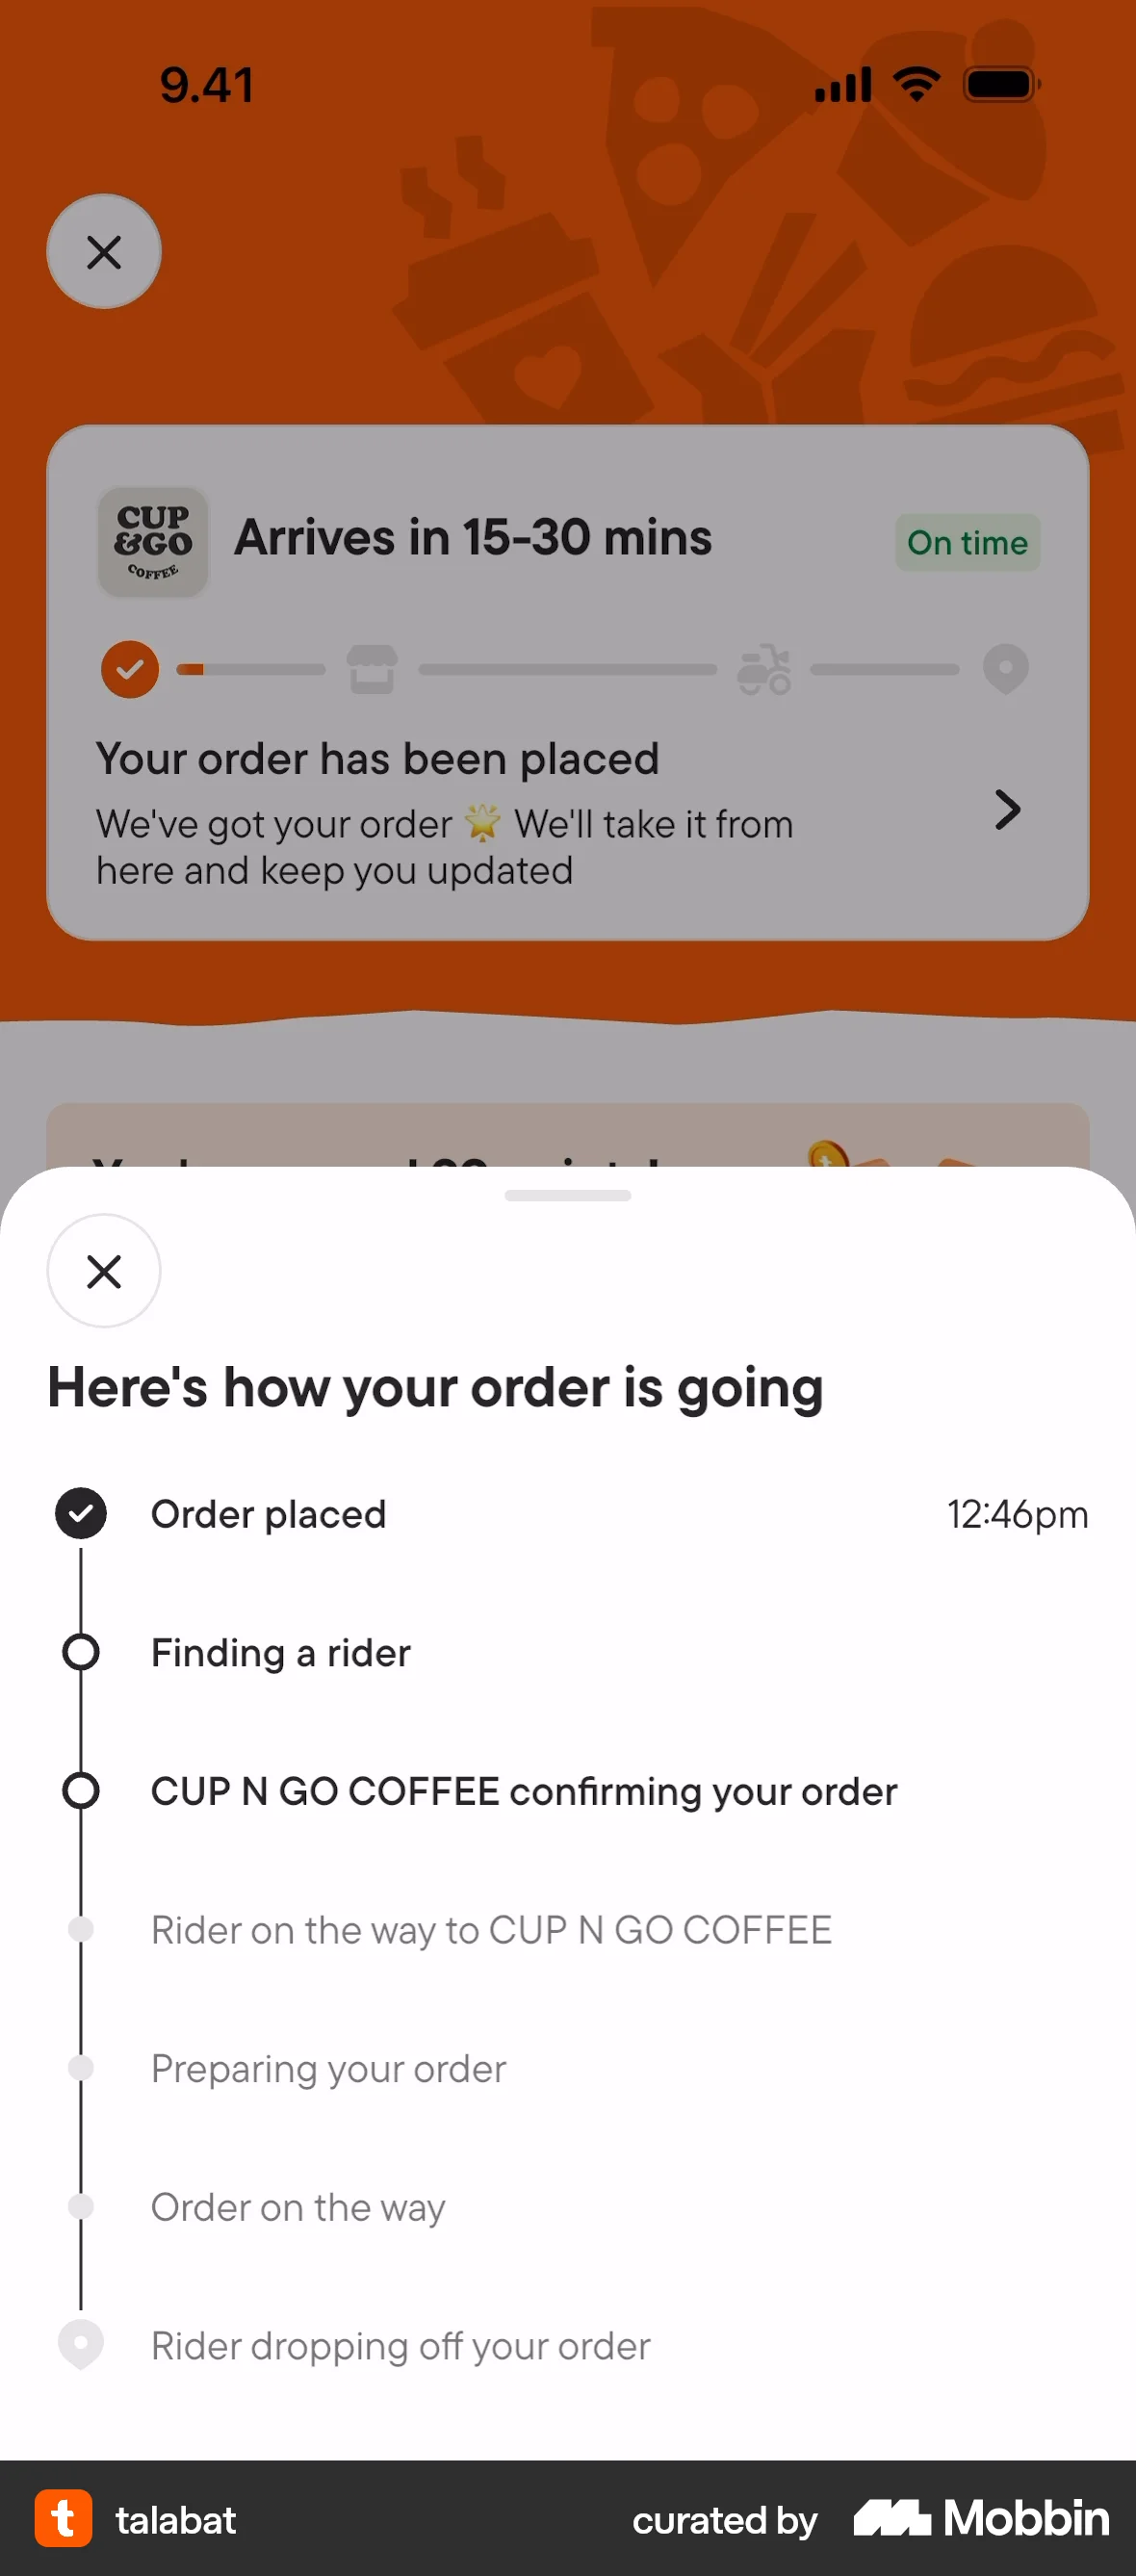 9.41
CUP
&GO
COFFEE
Arrives in 15-30 mins
On time
Your order has been placed
We've got your order 🌟 We'll take it from
here and keep you updated
Here's how your order is going
Order placed
12:46pm
Finding a rider
CUP N GO COFFEE confirming your order
Rider on the way to CUP N GO COFFEE
Preparing your order
Order on the way
Rider dropping off your order
t talabat
curated by Mobbin